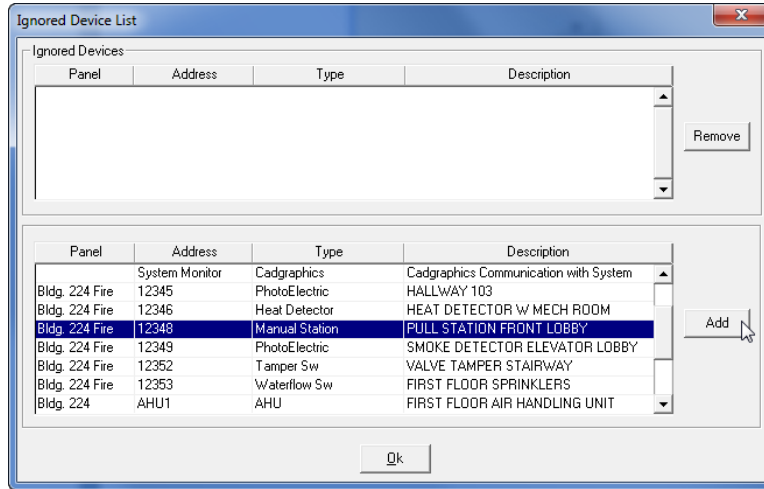 Ignored Device List
Ignored Devices
Panel Address Type Description
Remove
Panel Address Type Description
System Monitor Cadgraphics Cadgraphics Communication with System
Bldg. 224 Fire 12345 PhotoElectric HALLWAY 103
Bldg. 224 Fire 12346 Heat Detector HEAT DETECTOR W MECH ROOM
Bldg. 224 Fire 12348 Manual Station PULL STATION FRONT LOBBY
Add
Bldg. 224 Fire 12349 PhotoElectric SMOKE DETECTOR ELEVATOR LOBBY
Bldg. 224 Fire 12352 Tamper Sw VALVE TAMPER STAIRWAY
Bldg. 224 Fire 12353 Waterflow Sw FIRST FLOOR SPRINKLERS
Bldg. 224 AHU1 AHU FIRST FLOOR AIR HANDLING UNIT
Ok